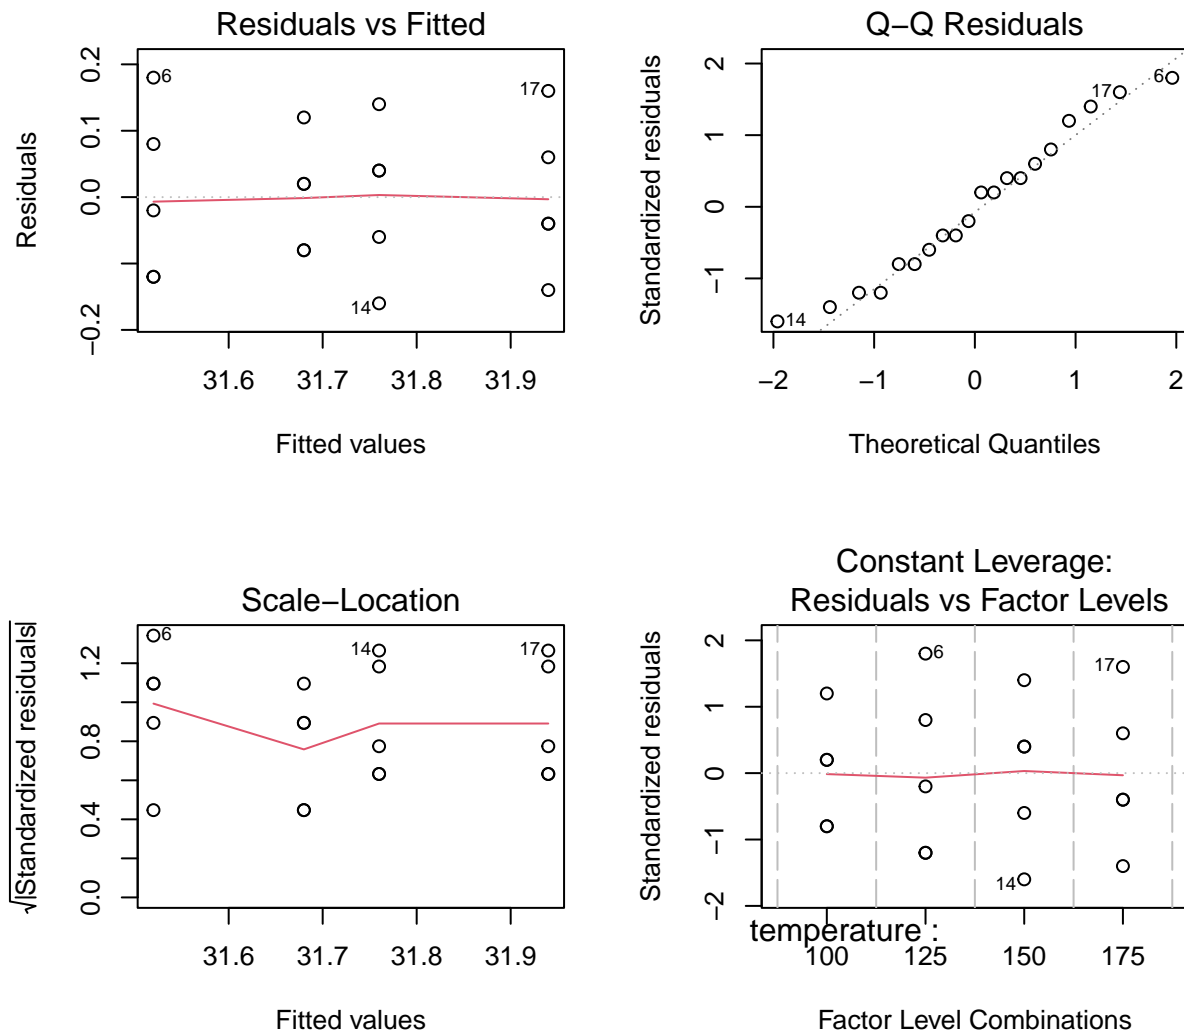 Residuals vs Fitted
Residuals
0.2
0.1
0.0
−0.2
6
17
14
31.6 31.7 31.8 31.9
Fitted values
Q−Q Residuals
Standardized residuals
2
1
0
−1
17
6
14
−2 −1 0 1 2
Theoretical Quantiles
Scale−Location
√|Standardized residuals|
1.2
0.8
0.4
0.0
6
14
17
31.6 31.7 31.8 31.9
Fitted values
Constant Leverage:
Residuals vs Factor Levels
Standardized residuals
2
1
0
−1
−2
6
17
14
temperature :
100 125 150 175
Factor Level Combinations